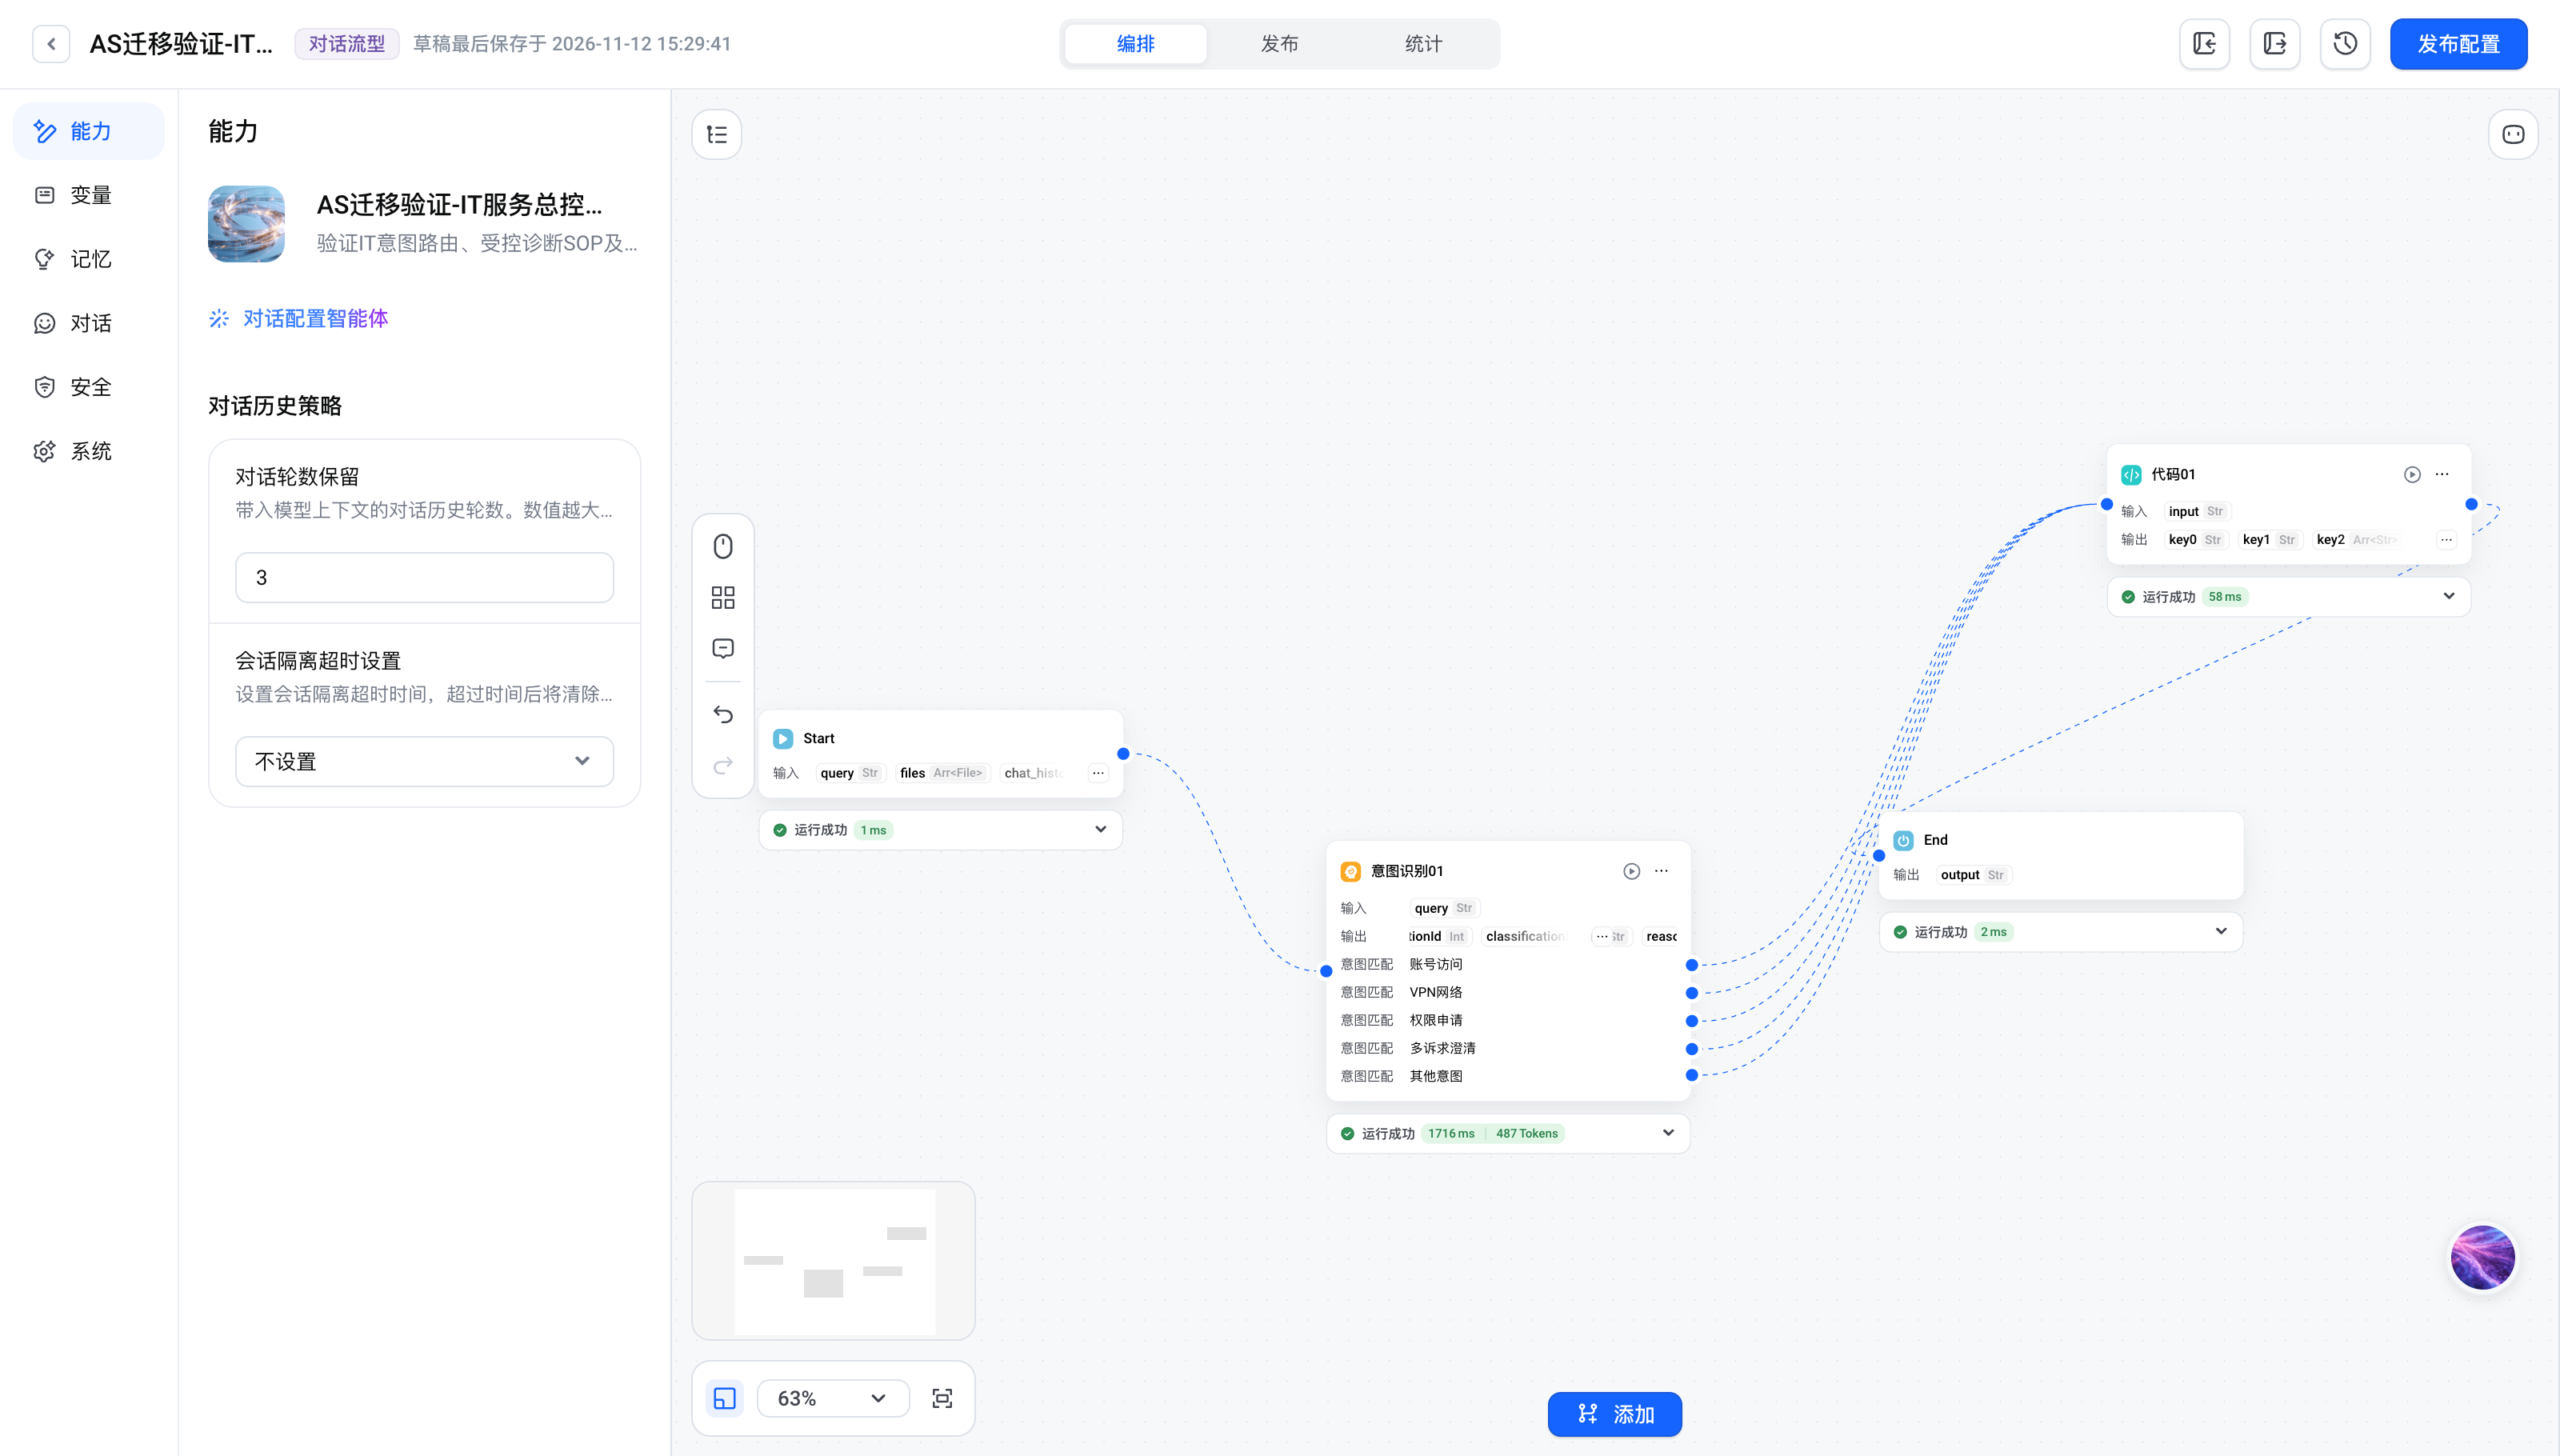 AS迁移验证-IT...
对话流型
草稿最后保存于 2026-11-12 15:29:41
编排
发布
统计
发布配置
能力
变量
记忆
对话
安全
系统
能力
AS迁移验证-IT服务总控...
验证IT意图路由、受控诊断SOP及...
对话配置智能体
对话历史策略
对话轮数保留
带入模型上下文的对话历史轮数。数值越大...
3
会话隔离超时设置
设置会话隔离超时时间，超过时间后将清除...
不设置
Start
输入 query Str files Arr<File> chat_histo ...
运行成功 1 ms
意图识别01
输入 query Str
输出 tionId Int classification ... Str reaso
意图匹配 账号访问
意图匹配 VPN网络
意图匹配 权限申请
意图匹配 多诉求澄清
意图匹配 其他意图
运行成功 1716 ms 487 Tokens
代码01
输入 input Str
输出 key0 Str key1 Str key2 Arr<Str> ...
运行成功 58 ms
End
输出 output Str
运行成功 2 ms
63%
添加